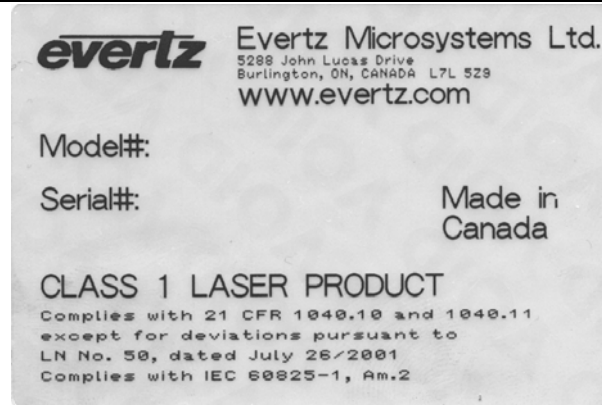 evertz
Evertz Microsystems Ltd.
5288 John Lucas Drive
Burlington, ON, CANADA L7L 5Z9
www.evertz.com
Model#:
Serial#:
Made in
Canada
CLASS 1 LASER PRODUCT
Complies with 21 CFR 1040.10 and 1040.11
except for deviations pursuant to
LN No. 50, dated July 26/2001
Complies with IEC 60825-1, Am.2